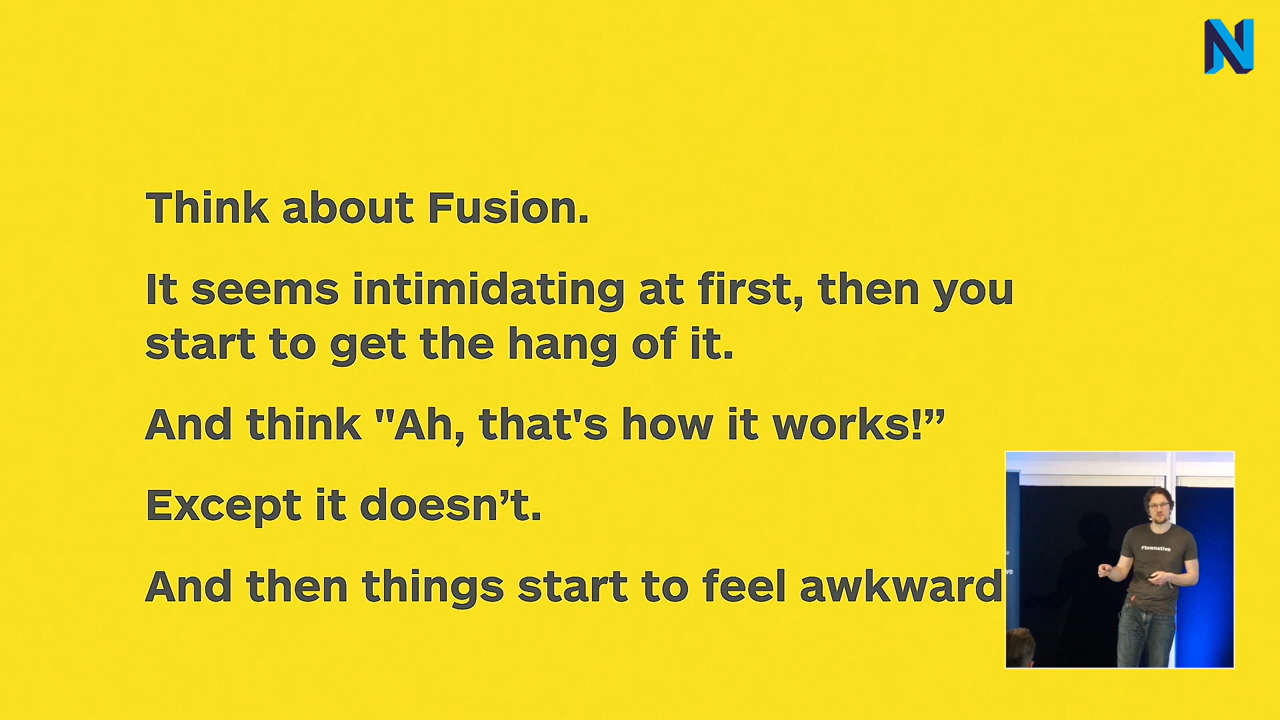 Think about Fusion.
It seems intimidating at first, then you
start to get the hang of it.
And think "Ah, that's how it works!”
Except it doesn’t.
And then things start to feel awkward
Flownative